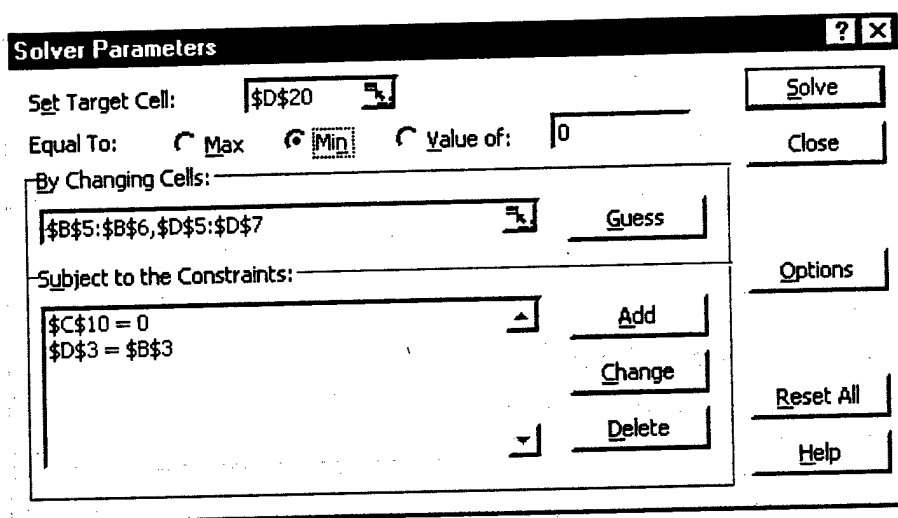 Solver Parameters ? X
Set Target Cell: $D$20 Solve
Equal To: Max Min Value of: 0 Close
By Changing Cells:
$B$5:$B$6,$D$5:$D$7 Guess
Subject to the Constraints: Options
$C$10 = 0 Add
$D$3 = $B$3
Change
Reset All
Delete
Help